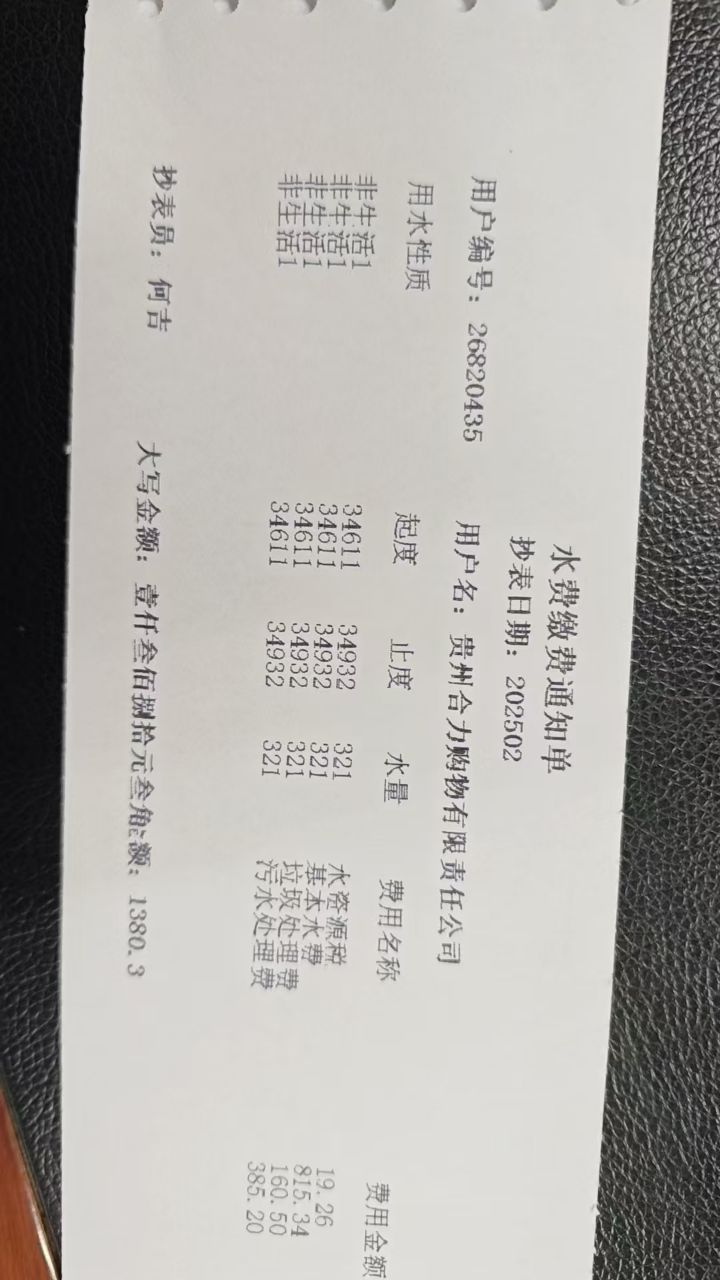 水费缴费通知单
抄表日期：202502
用户编号：26820435 用户名：贵州合力购物有限责任公司
用水性质 起度 止度 水量 费用名称 费用金额
非生活1 34611 34932 321 水资源税 19.26
非生活1 34611 34932 321 基本水费 815.34
非生活1 34611 34932 321 垃圾处理费 160.50
非生活1 34611 34932 321 污水处理费 385.20
抄表员：何吉 大写金额：壹仟叁佰捌拾元叁角 额：1380.3